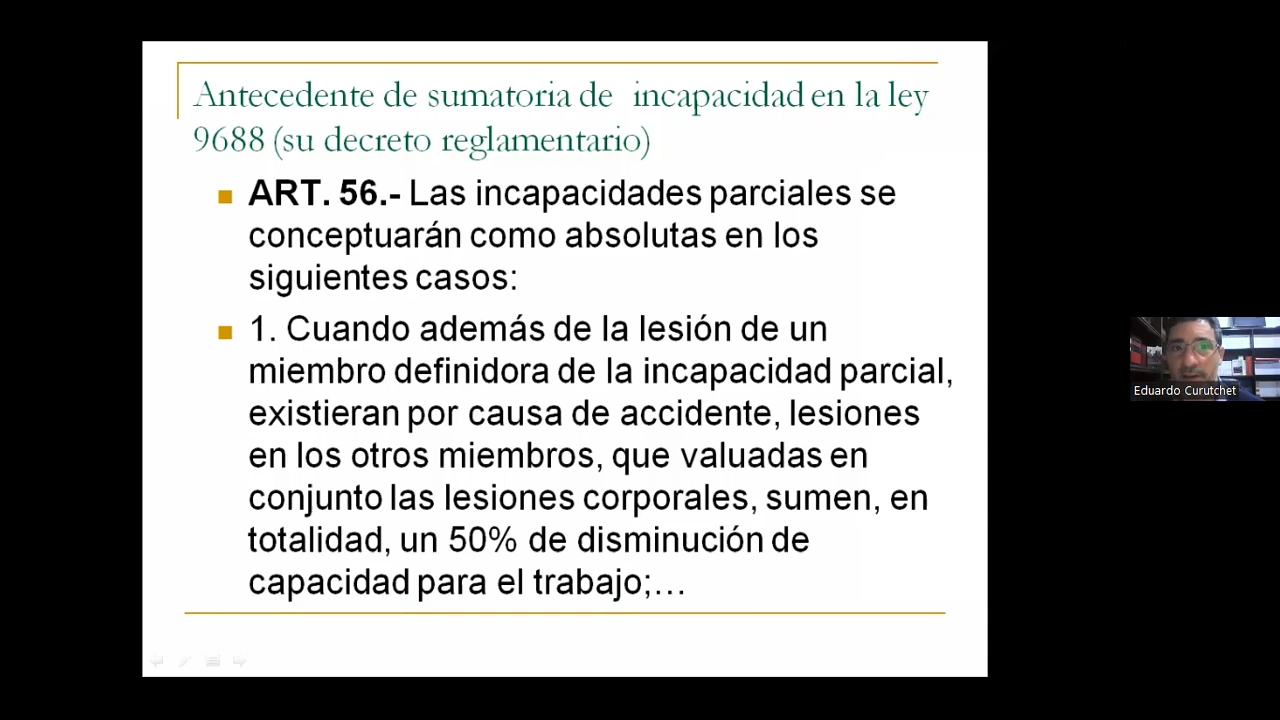 Antecedente de sumatoria de incapacidad en la ley
9688 (su decreto reglamentario)
ART. 56.- Las incapacidades parciales se
conceptuarán como absolutas en los
siguientes casos:
1. Cuando además de la lesión de un
miembro definidora de la incapacidad parcial,
existieran por causa de accidente, lesiones
en los otros miembros, que valuadas en
conjunto las lesiones corporales, sumen, en
totalidad, un 50% de disminución de
capacidad para el trabajo;…
Eduardo Curutchet